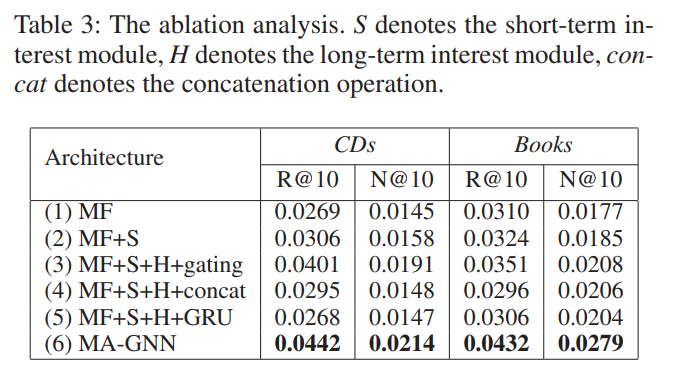 Table 3: The ablation analysis. S denotes the short-term in-
terest module, H denotes the long-term interest module, con-
cat denotes the concatenation operation.
Architecture CDs Books
R@10 N@10 R@10 N@10
(1) MF 0.0269 0.0145 0.0310 0.0177
(2) MF+S 0.0306 0.0158 0.0324 0.0185
(3) MF+S+H+gating 0.0401 0.0191 0.0351 0.0208
(4) MF+S+H+concat 0.0295 0.0148 0.0296 0.0206
(5) MF+S+H+GRU 0.0268 0.0147 0.0306 0.0204
(6) MA-GNN 0.0442 0.0214 0.0432 0.0279